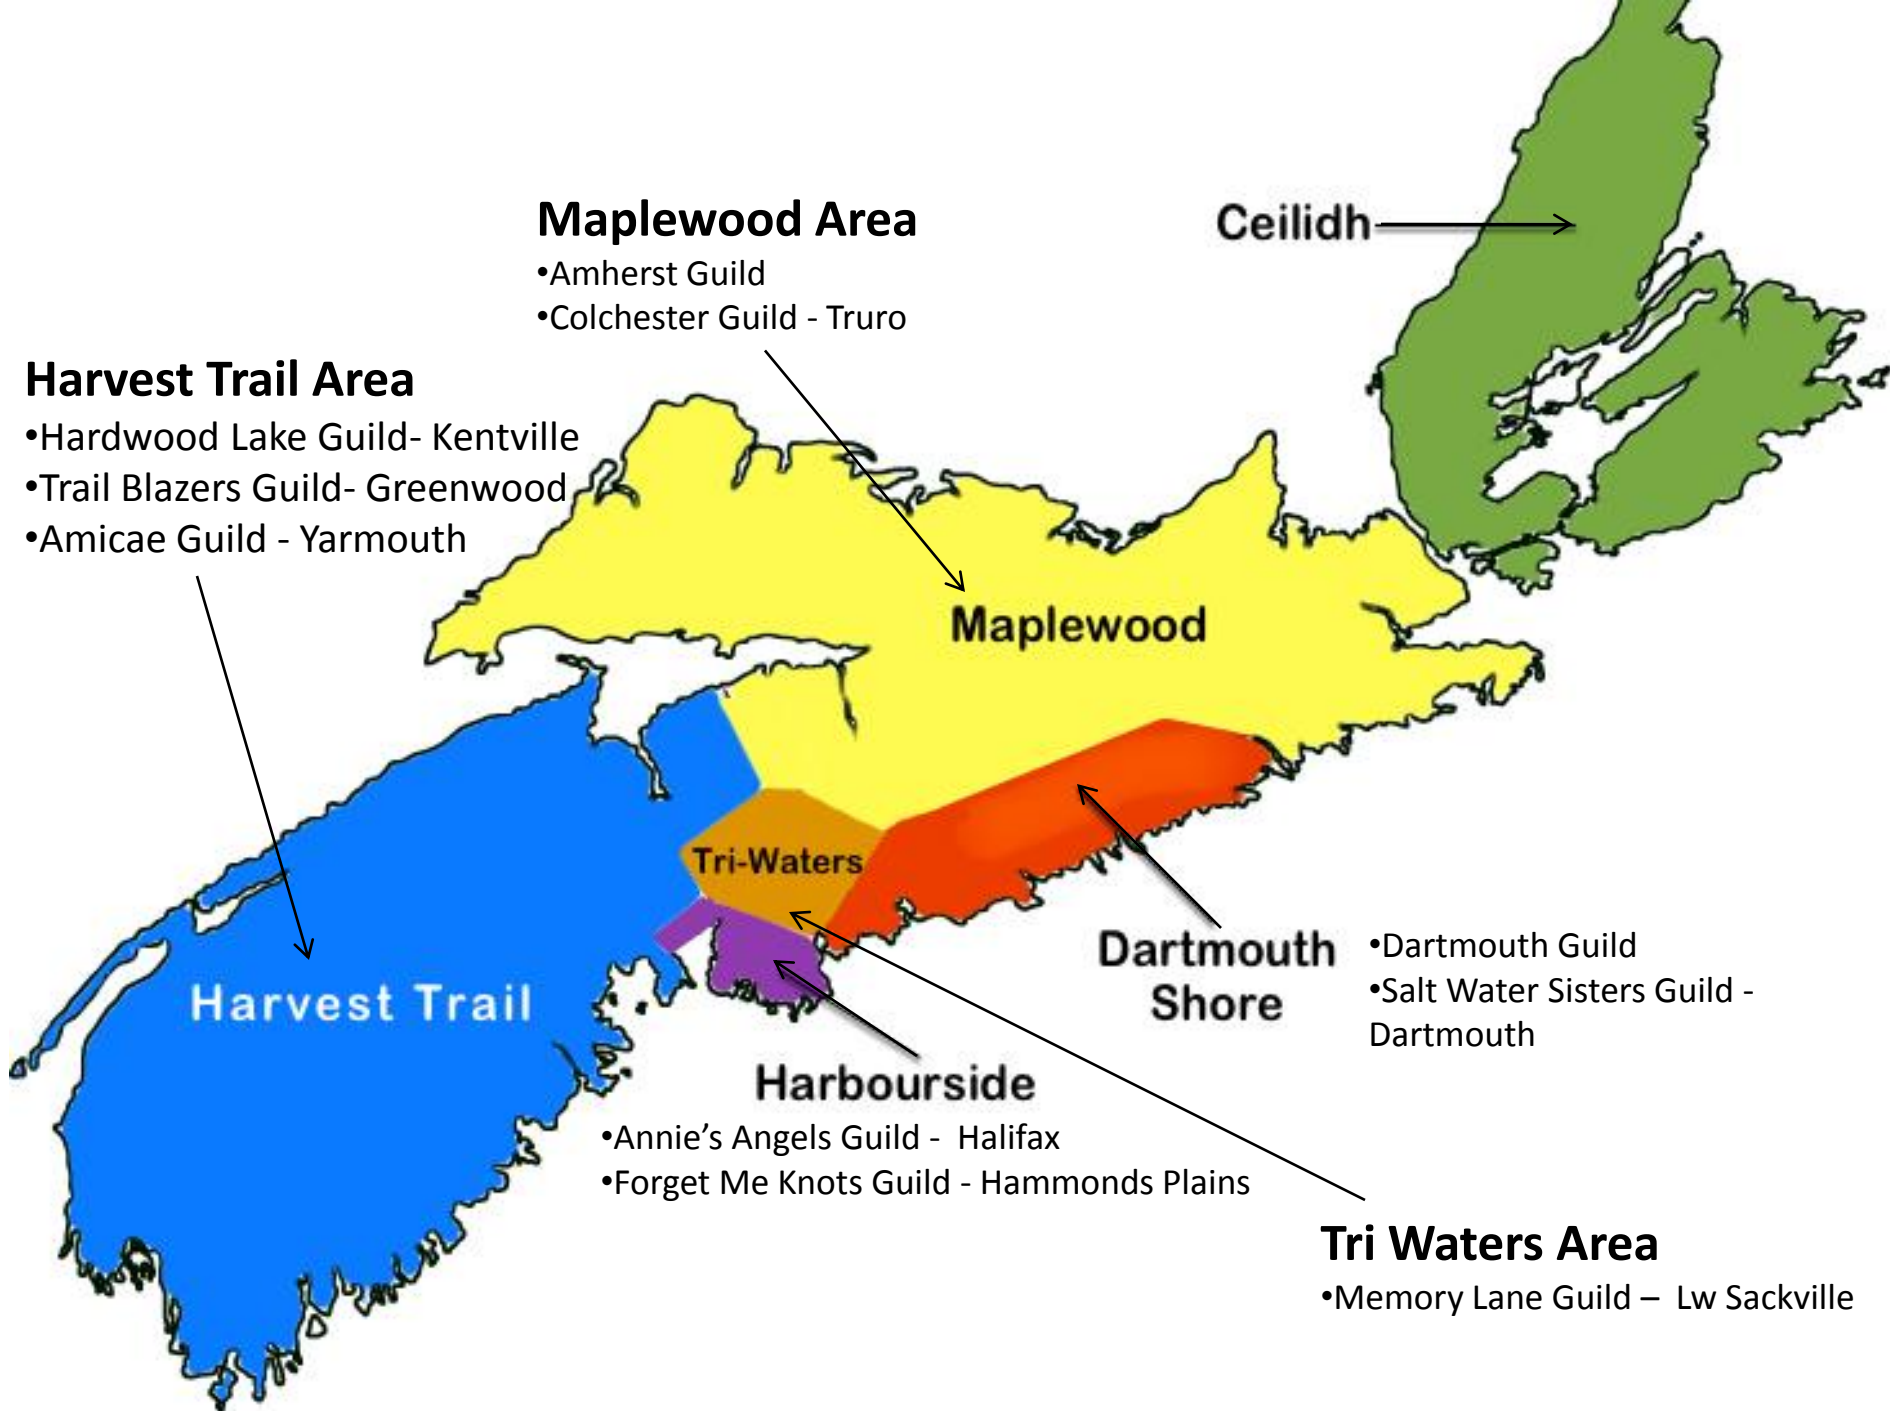 Maplewood Area
•Amherst Guild
•Colchester Guild - Truro
Ceilidh
Harvest Trail Area
•Hardwood Lake Guild- Kentville
•Trail Blazers Guild- Greenwood
•Amicae Guild - Yarmouth
Maplewood
Tri-Waters
Harvest Trail
Dartmouth
Shore
•Dartmouth Guild
•Salt Water Sisters Guild -
Dartmouth
Harbourside
•Annie's Angels Guild -  Halifax
•Forget Me Knots Guild - Hammonds Plains
Tri Waters Area
•Memory Lane Guild –  Lw Sackville